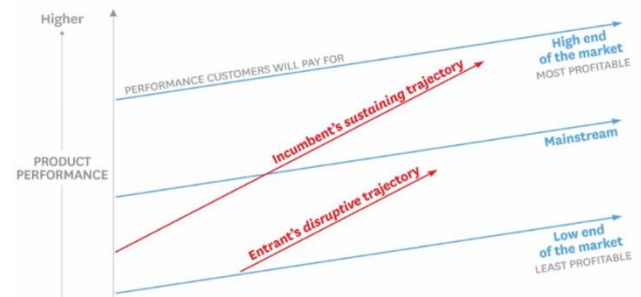 Higher
PRODUCT
PERFORMANCE
PERFORMANCE CUSTOMERS WILL PAY FOR
High end
of the market
MOST PROFITABLE
Incumbent's sustaining trajectory
Mainstream
Entrant's disruptive trajectory
Low end
of the market
LEAST PROFITABLE